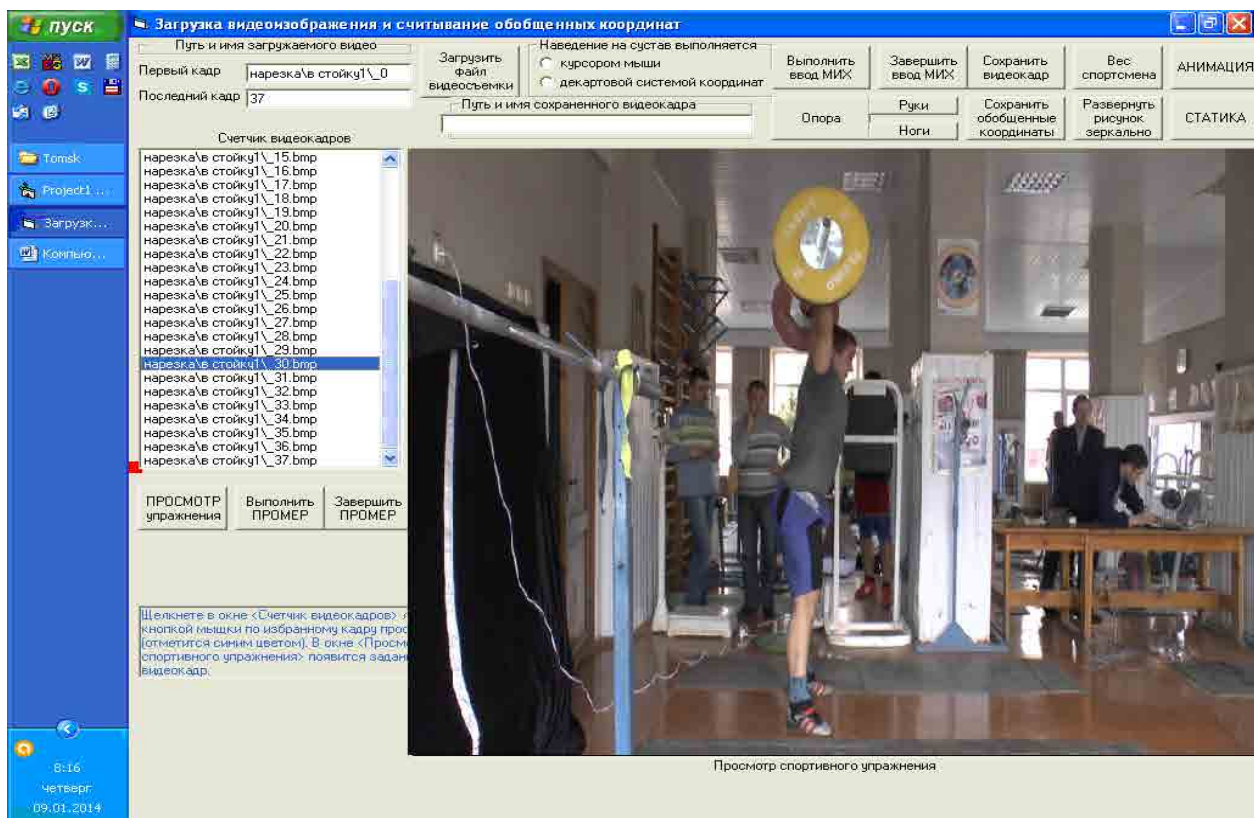 пуск
Загрузка видеоизображения и считывание обобщенных координат
Путь и имя загружаемого видео
Первый кадр
нарезка\в стойку1\_0
Последний кадр
37
Загрузить файл видеосъемки
Наведение на сустав выполняется
курсором мыши
декартовой системой координат
Путь и имя сохраненного видеокадра
Выполнить ввод МИХ
Завершить ввод МИХ
Сохранить видеокадр
Вес спортсмена
АНИМАЦИЯ
Опора
Руки
Ноги
Сохранить обобщенные координаты
Развернуть рисунок зеркально
СТАТИКА
Tomsk
Project1 ...
Загрузк...
Компью...
Счетчик видеокадров
нарезка\в стойку1\_15.bmp
нарезка\в стойку1\_16.bmp
нарезка\в стойку1\_17.bmp
нарезка\в стойку1\_18.bmp
нарезка\в стойку1\_19.bmp
нарезка\в стойку1\_20.bmp
нарезка\в стойку1\_21.bmp
нарезка\в стойку1\_22.bmp
нарезка\в стойку1\_23.bmp
нарезка\в стойку1\_24.bmp
нарезка\в стойку1\_25.bmp
нарезка\в стойку1\_26.bmp
нарезка\в стойку1\_27.bmp
нарезка\в стойку1\_28.bmp
нарезка\в стойку1\_29.bmp
нарезка\в стойку1\_30.bmp
нарезка\в стойку1\_31.bmp
нарезка\в стойку1\_32.bmp
нарезка\в стойку1\_33.bmp
нарезка\в стойку1\_34.bmp
нарезка\в стойку1\_35.bmp
нарезка\в стойку1\_36.bmp
нарезка\в стойку1\_37.bmp
ПРОСМОТР упражнения
Выполнить ПРОМЕР
Завершить ПРОМЕР
Щелкнете в окне <Счетчик видеокадров>
кнопкой мышки по избранному кадру прос
(отметится синим цветом). В окне <Просм
спортивного упражнения> появится задан
видеокадр.
Просмотр спортивного упражнения
8:16
четверг
09.01.2014